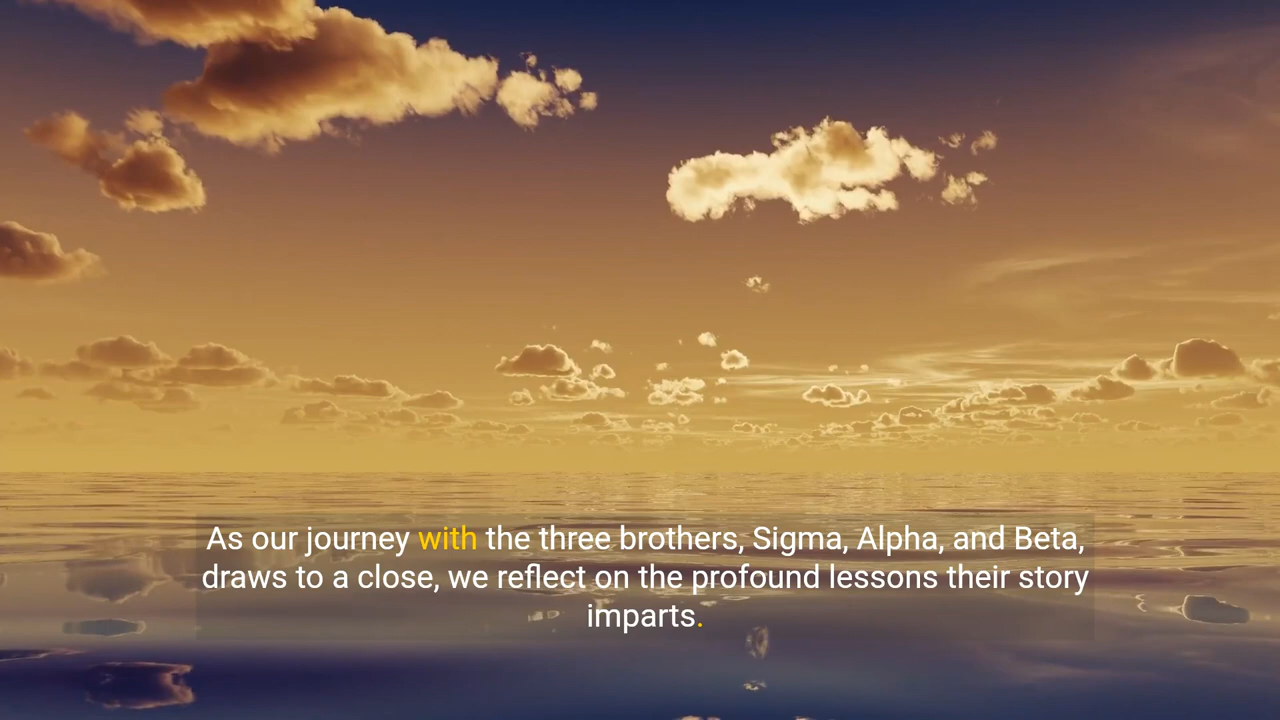 As our journey with the three brothers, Sigma, Alpha, and Beta,
draws to a close, we reflect on the profound lessons their story
imparts.